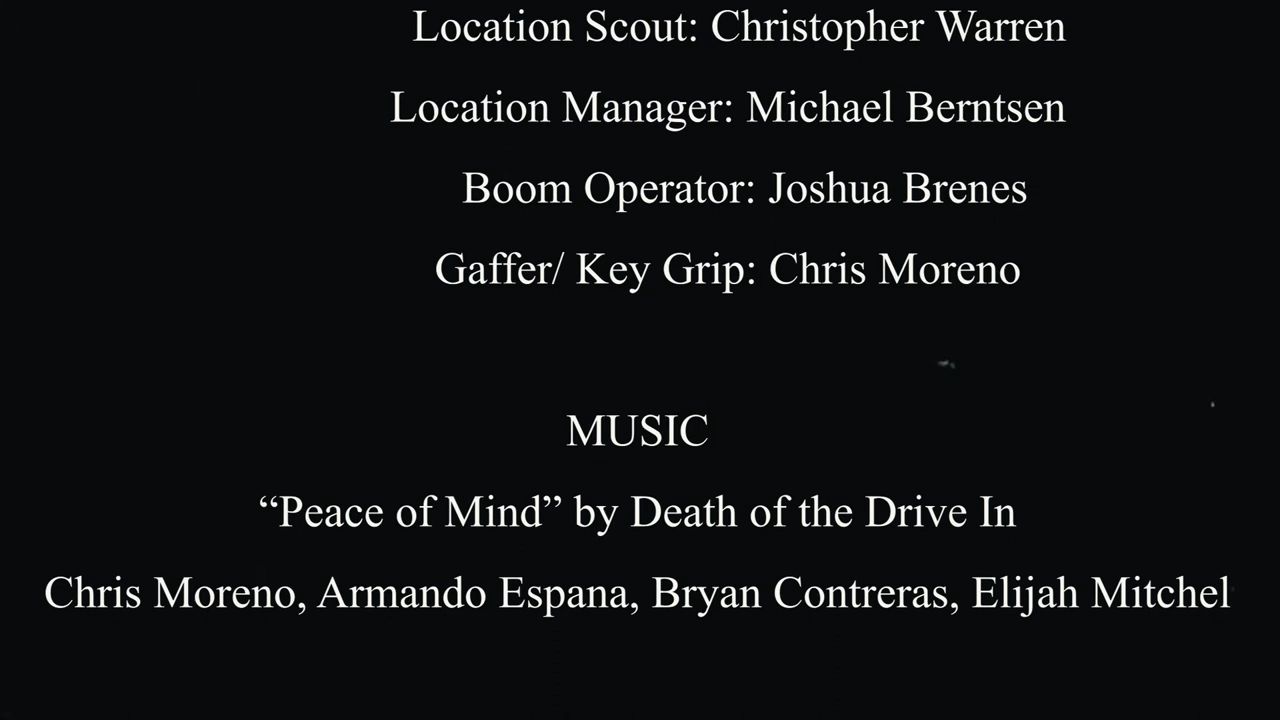 Location Scout: Christopher Warren
Location Manager: Michael Berntsen
Boom Operator: Joshua Brenes
Gaffer/ Key Grip: Chris Moreno
MUSIC
“Peace of Mind” by Death of the Drive In
Chris Moreno, Armando Espana, Bryan Contreras, Elijah Mitchel